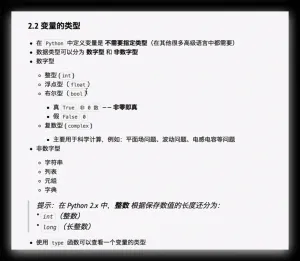 2.2 变量的类型
• 在 Python 中定义变量是 不需要指定类型（在其他很多高级语言中都需要）
• 数据类型可以分为 数字型 和 非数字型
• 数字型
◦ 整型 (int)
◦ 浮点型 (float)
◦ 布尔型 (bool)
▪ 真 True 非 0 数 —— 非零即真
▪ 假 False 0
◦ 复数型 (complex)
▪ 主要用于科学计算，例如：平面场问题、波动问题、电感电容等问题
• 非数字型
◦ 字符串
◦ 列表
◦ 元组
◦ 字典
提示：在 Python 2.x 中，整数 根据保存数值的长度还分为：
• int（整数）
• long（长整数）
• 使用 type 函数可以查看一个变量的类型